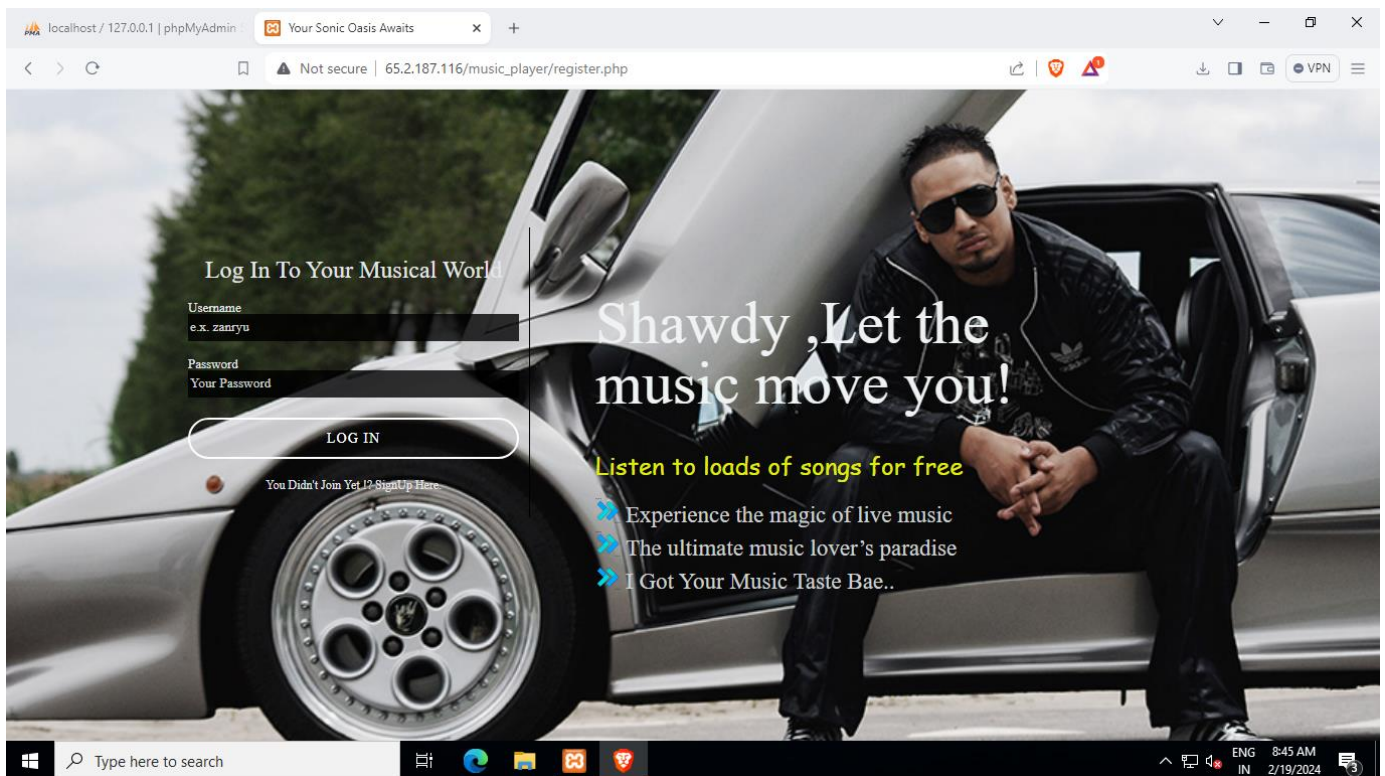 localhost / 127.0.0.1 | phpMyAdmin
Your Sonic Oasis Awaits
Not secure | 65.2.187.116/music_player/register.php
VPN
Log In To Your Musical World
Username
e.x. zanryu
Password
Your Password
LOG IN
You Didn't Join Yet !? SignUp Here.
Shawdy ,Let the
music move you!
Listen to loads of songs for free
Experience the magic of live music
The ultimate music lover’s paradise
I Got Your Music Taste Bae..
adidas
Type here to search
ENG
IN
8:45 AM
2/19/2024
3